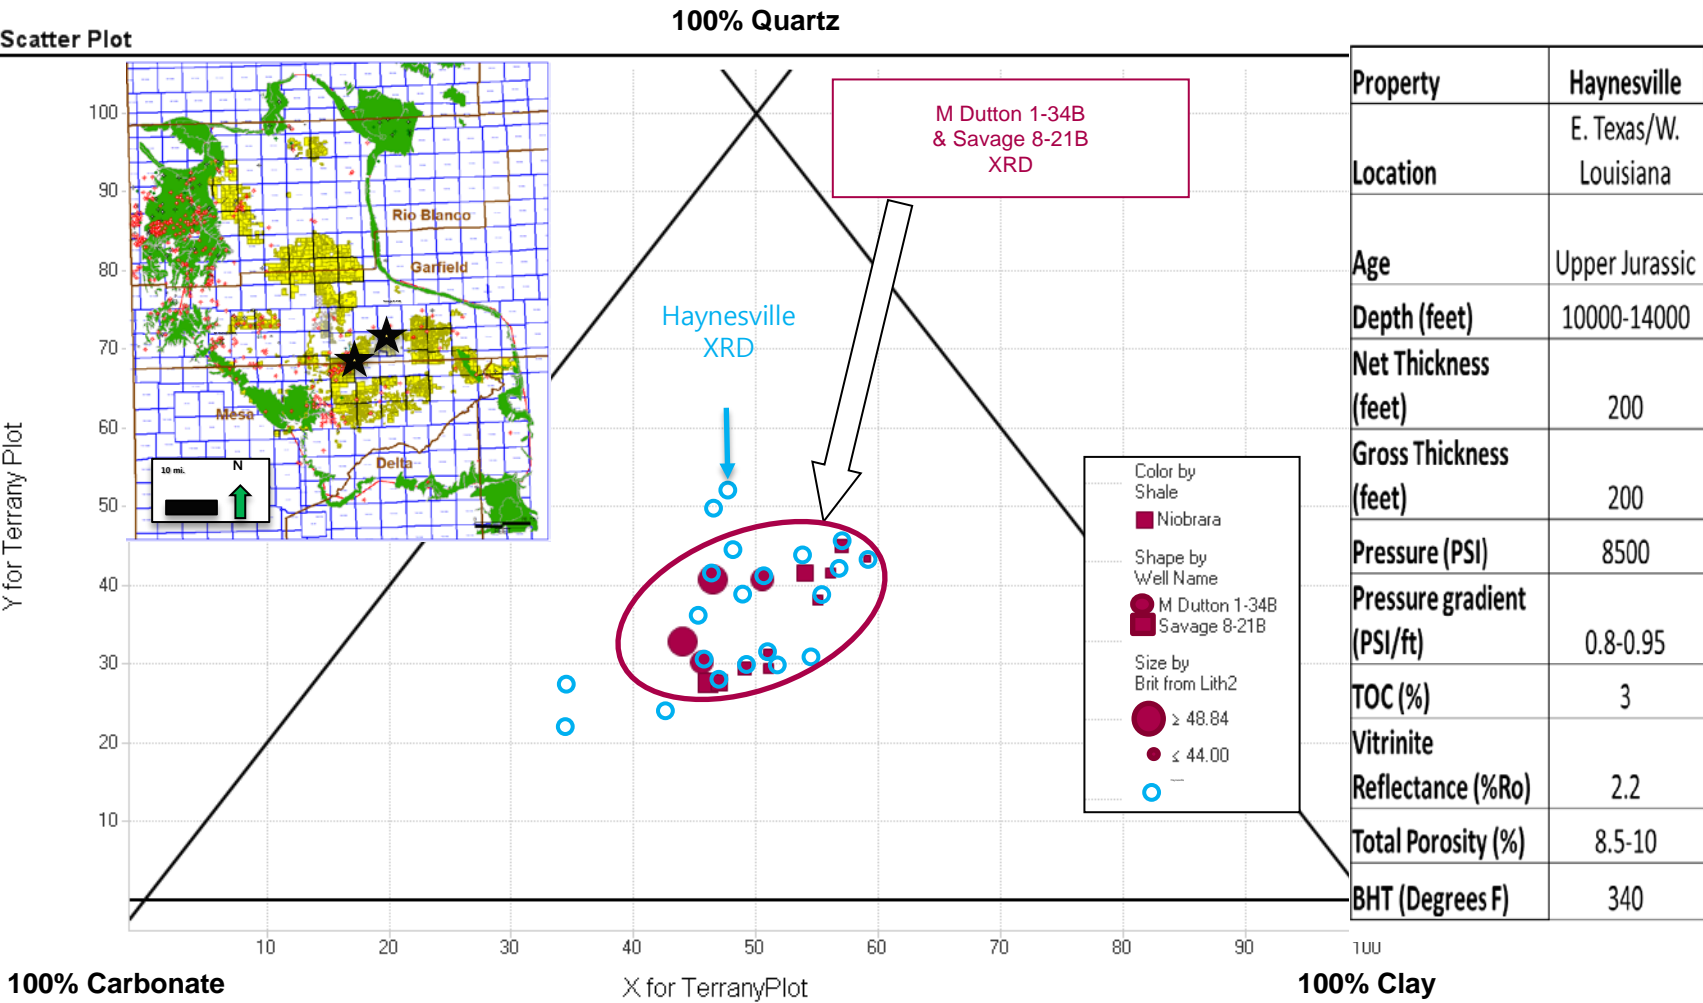 100% Quartz
Scatter Plot
Y for Terrany Plot
100
90
80
70
60
50
40
30
20
10
Rio Blanco
Garfield
Mesa
Delta
10 mi.
N
Haynesville
XRD
M Dutton 1-34B
& Savage 8-21B
XRD
Color by
Shale
Niobrara
Shape by
Well Name
M Dutton 1-34B
Savage 8-21B
Size by
Brit from Lith2
≥ 48.84
≤ 44.00
—
10 20 30 40 50 60 70 80 90 100
X for TerranyPlot
100% Carbonate
100% Clay
Property Haynesville
Location E. Texas/W.
Louisiana
Age Upper Jurassic
Depth (feet) 10000-14000
Net Thickness
(feet) 200
Gross Thickness
(feet) 200
Pressure (PSI) 8500
Pressure gradient
(PSI/ft) 0.8-0.95
TOC (%) 3
Vitrinite
Reflectance (%Ro) 2.2
Total Porosity (%) 8.5-10
BHT (Degrees F) 340